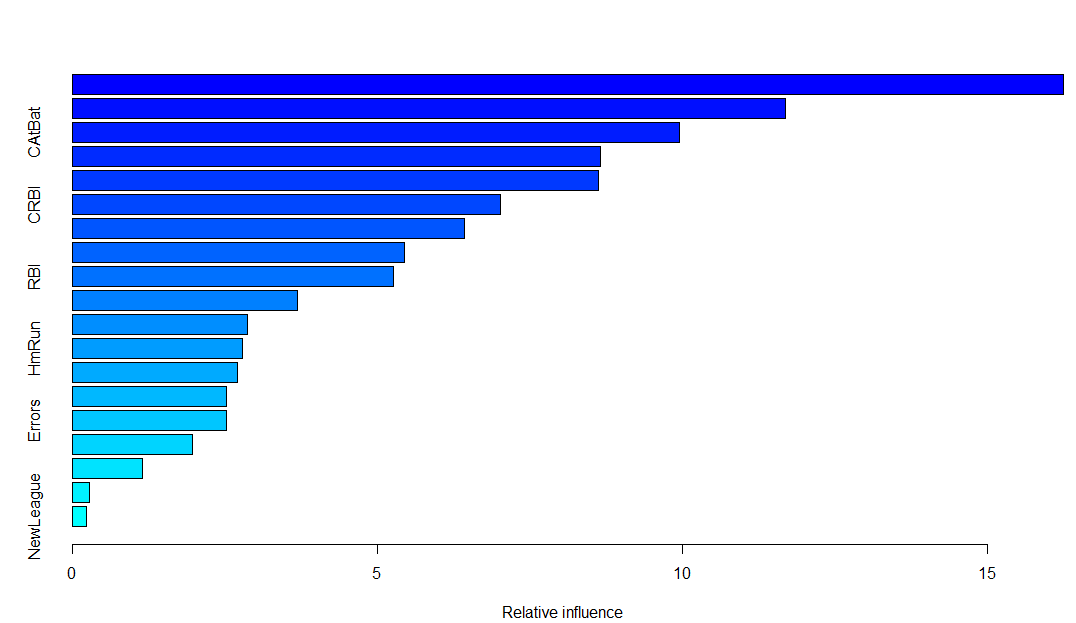 CAtBat
CRBI
RBI
HmRun
Errors
NewLeague
0 5 10 15
Relative influence